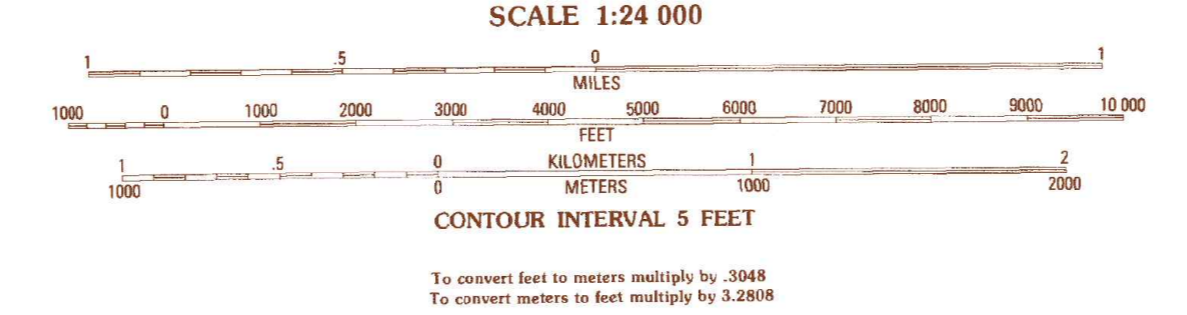 SCALE 1:24 000
1 .5 0 1
MILES
1000 0 1000 2000 3000 4000 5000 6000 7000 8000 9000 10 000
FEET
1 .5 0 KILOMETERS 1 2
1000 0 METERS 1000 2000
CONTOUR INTERVAL 5 FEET
To convert feet to meters multiply by .3048
To convert meters to feet multiply by 3.2808